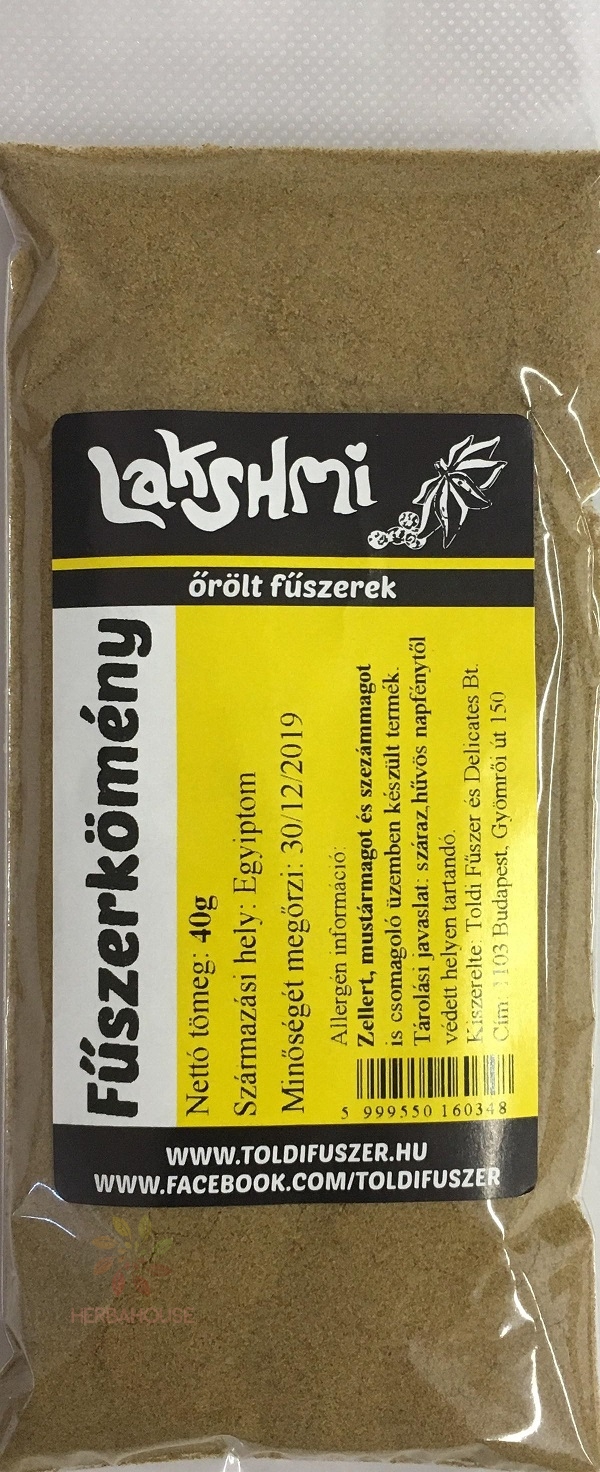 Lakshmi
őrölt fűszerek
Fűszerkömény
Nettó tömeg: 40g
Származási hely: Egyiptom
Minőségét megőrzi: 30/12/2019
Allergén információ:
Zellert, mustármagot és szezámmagot
is csomagoló üzemben készült termék.
Tárolási javaslat: száraz,hűvös napfénytől
védett helyen tartandó.
Kiszerelte: Toldi Fűszer és Delicates Bt.
Cím: 1103 Budapest, Gyömrői út 150
5 999550 160348
WWW.TOLDIFUSZER.HU
WWW.FACEBOOK.COM/TOLDIFUSZER
HERBAHOUSE